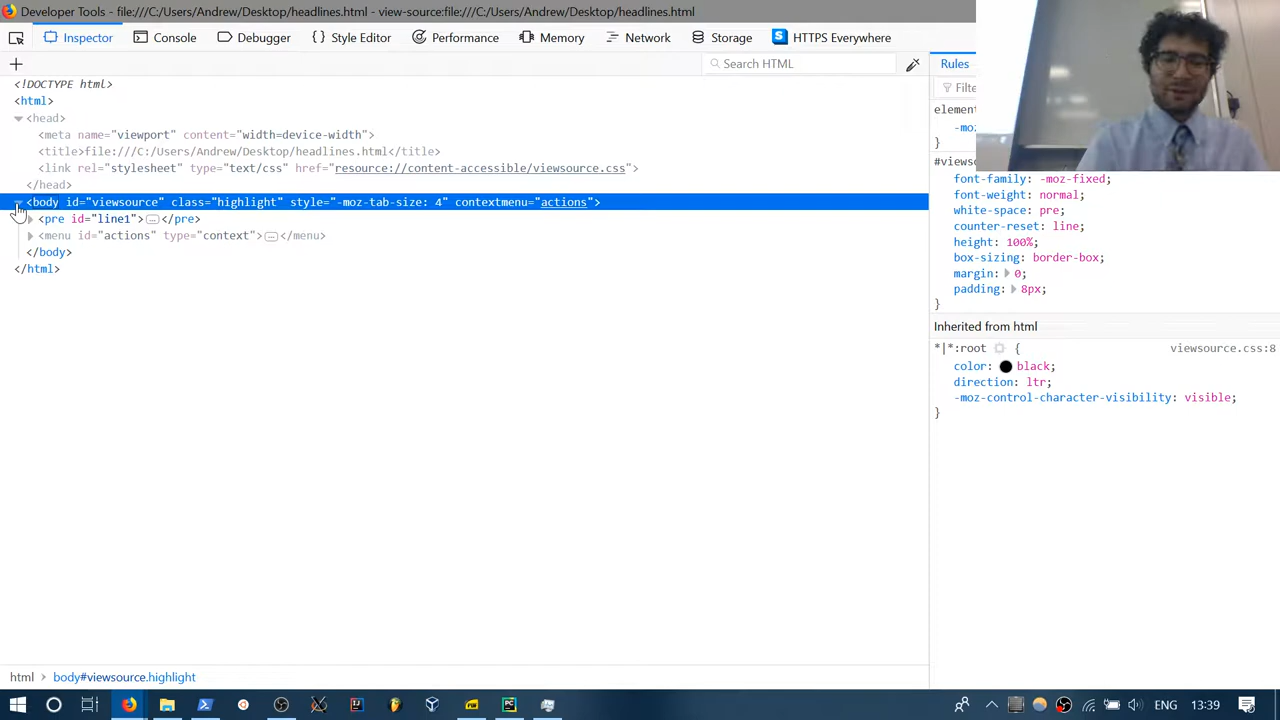 Developer Tools - file:///C:/Users/Andrew/Desktop/headlines.html - view-source:file:///C:/Users/Andrew/Desktop/headlines.html
Inspector Console Debugger Style Editor Performance Memory Network Storage HTTPS Everywhere
+ Search HTML
Rules
Filte
<!DOCTYPE html>
<html>
<head>
<meta name="viewport" content="width=device-width">
<title>file:///C:/Users/Andrew/Desktop/headlines.html</title>
<link rel="stylesheet" type="text/css" href="resource://content-accessible/viewsource.css">
</head>
<body id="viewsource" class="highlight" style="-moz-tab-size: 4" contextmenu="actions">
<pre id="line1">…</pre>
<menu id="actions" type="context">…</menu>
</body>
</html>
element
-moz
}
#viewso
font-family: -moz-fixed;
font-weight: normal;
white-space: pre;
counter-reset: line;
height: 100%;
box-sizing: border-box;
margin: 0;
padding: 8px;
}
Inherited from html
*|*:root { viewsource.css:8
color: black;
direction: ltr;
-moz-control-character-visibility: visible;
}
html > body#viewsource.highlight
ENG 13:39